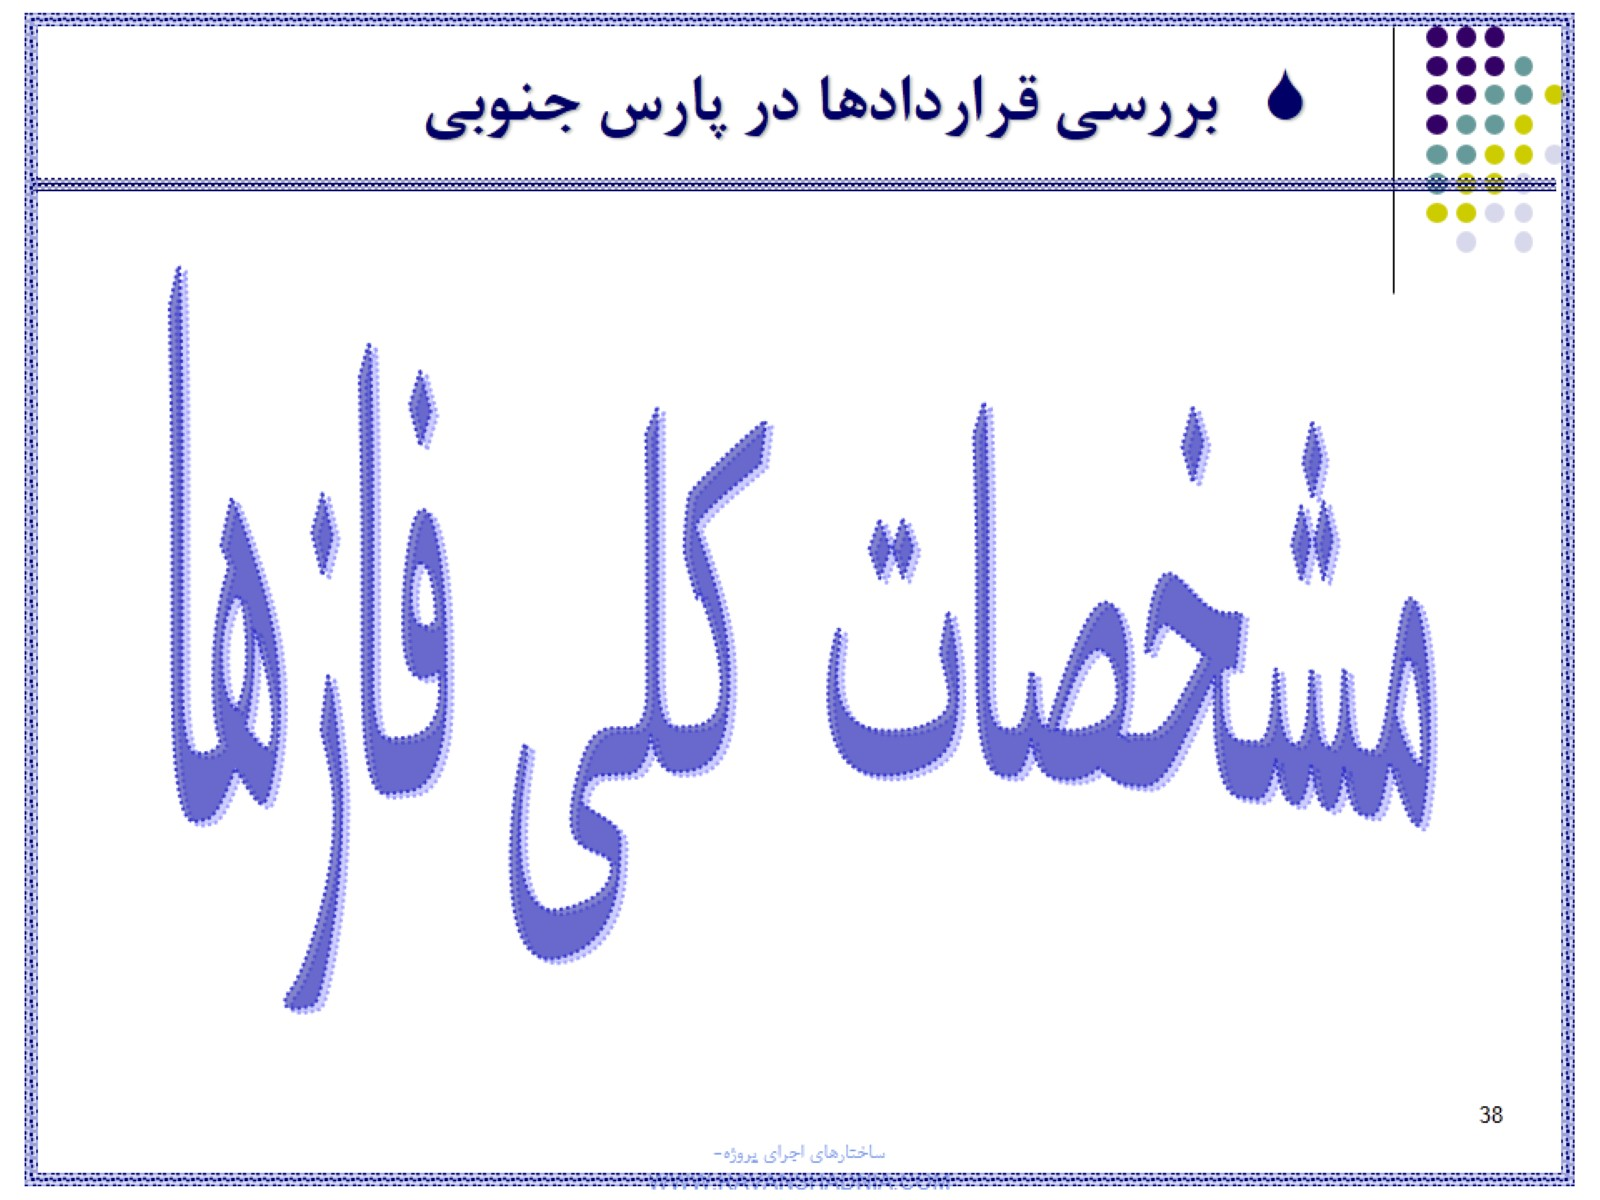 بررسی قراردادها در پارس جنوبی
مشخصات کلی فازها
38
ساختارهای اجرای پروژه-